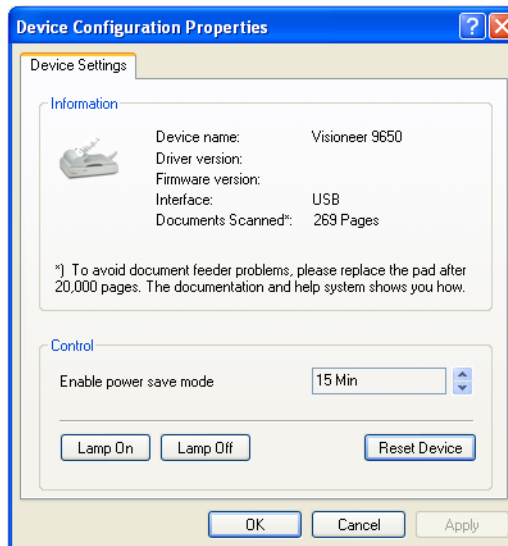 Device Configuration Properties
Device Settings
Information
Device name: Visioneer 9650
Driver version:
Firmware version:
Interface: USB
Documents Scanned*: 269 Pages
*) To avoid document feeder problems, please replace the pad after
20,000 pages. The documentation and help system shows you how.
Control
Enable power save mode 15 Min
Lamp On Lamp Off Reset Device
OK Cancel Apply